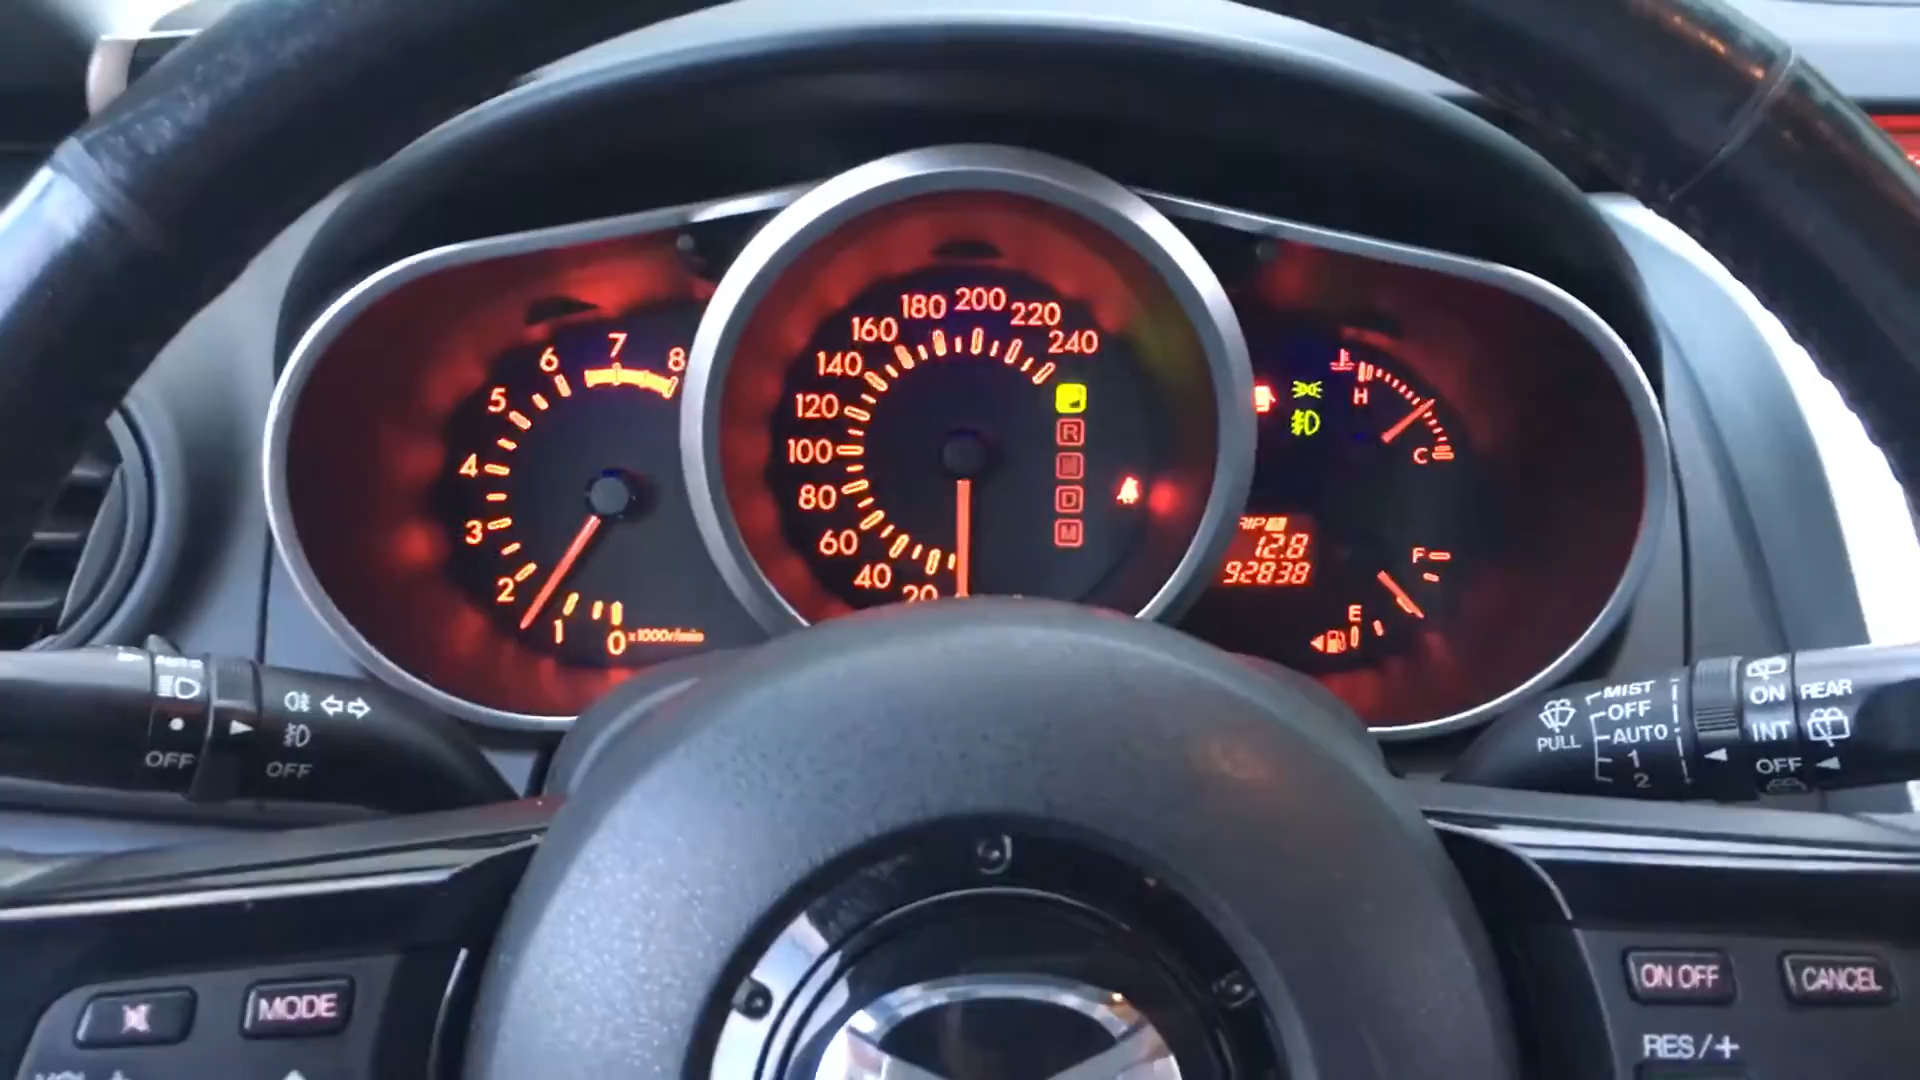 0 1 2 3 4 5 6 7 8
x1000r/min
20 40 60 80 100 120 140 160 180 200 220 240
R
D
M
H
C
F
E
12.8
92838
OFF
OFF
MIST
OFF
AUTO
1
2
PULL
ON
INT
OFF
REAR
MODE
ON OFF
CANCEL
RES/+